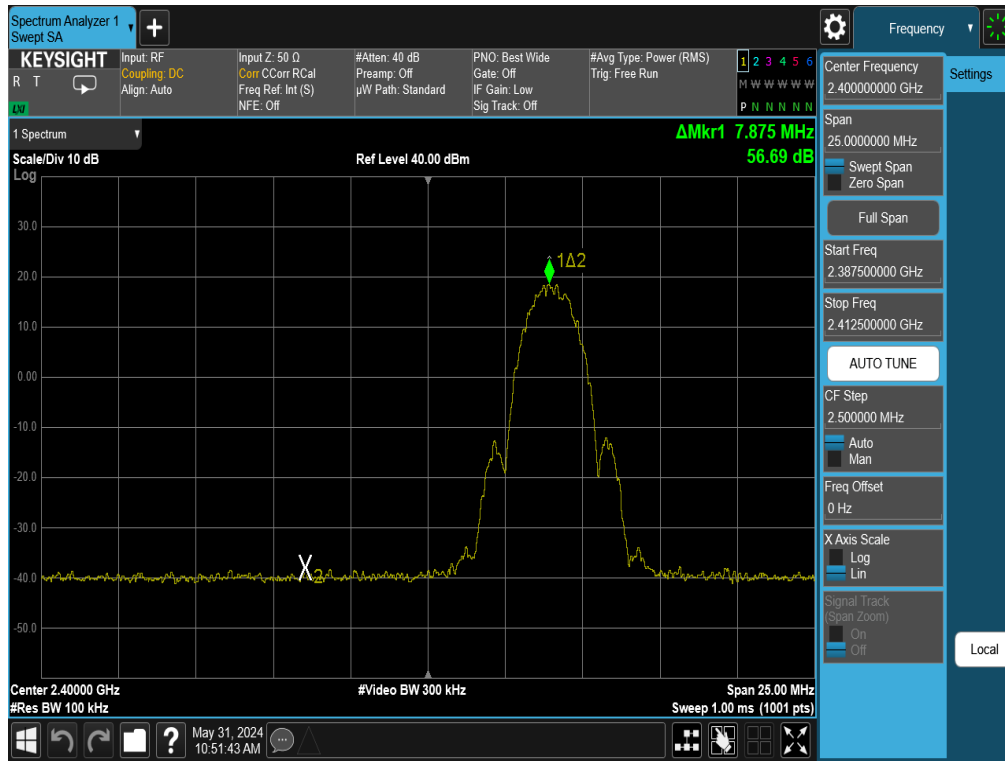 Spectrum Analyzer 1
Swept SA
+
Frequency
KEYSIGHT
R T
LXI
Input: RF
Coupling: DC
Align: Auto
Input Z: 50 Ω
Corr CCorr RCal
Freq Ref: Int (S)
NFE: Off
#Atten: 40 dB
Preamp: Off
µW Path: Standard
PNO: Best Wide
Gate: Off
IF Gain: Low
Sig Track: Off
#Avg Type: Power (RMS)
Trig: Free Run
1 2 3 4 5 6
M W W W W W
P N N N N N
1 Spectrum
Scale/Div 10 dB
Log
Ref Level 40.00 dBm
ΔMkr1 7.875 MHz
56.69 dB
30.0
20.0
10.0
0.00
-10.0
-20.0
-30.0
-40.0
-50.0
1Δ2
X2
Center 2.40000 GHz
#Res BW 100 kHz
#Video BW 300 kHz
Span 25.00 MHz
Sweep 1.00 ms (1001 pts)
?
May 31, 2024
10:51:43 AM
Center Frequency
2.400000000 GHz
Span
25.0000000 MHz
Swept Span
Zero Span
Full Span
Start Freq
2.387500000 GHz
Stop Freq
2.412500000 GHz
AUTO TUNE
CF Step
2.500000 MHz
Auto
Man
Freq Offset
0 Hz
X Axis Scale
Log
Lin
Signal Track
(Span Zoom)
On
Off
Settings
Local